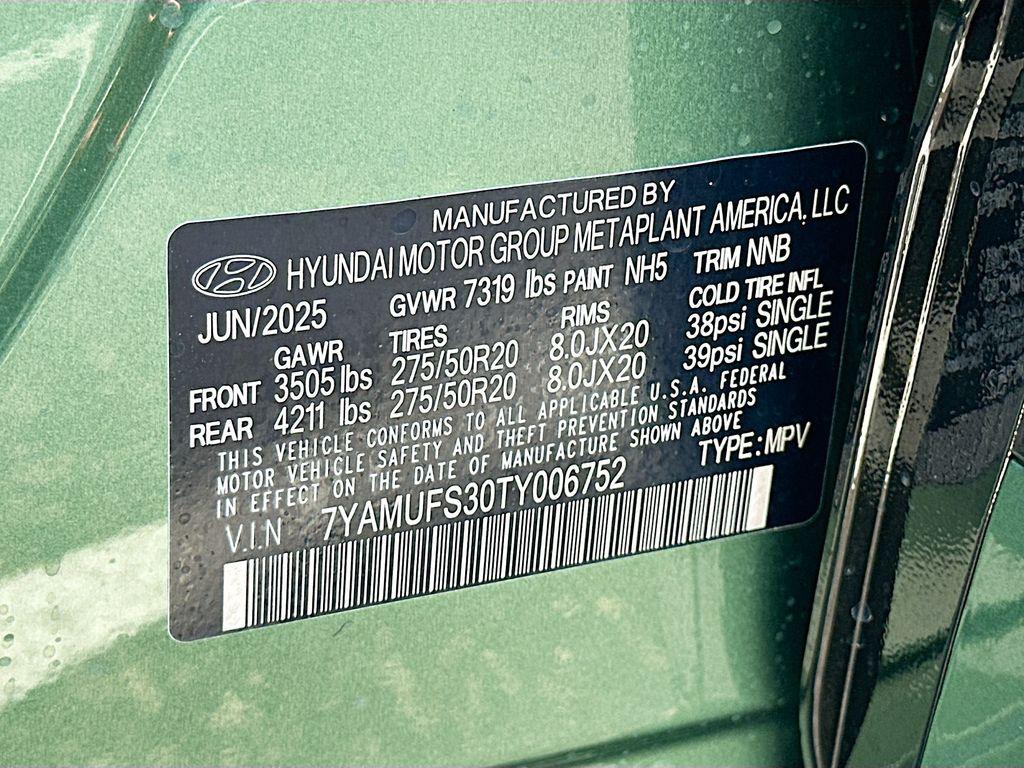 MANUFACTURED BY
HYUNDAI MOTOR GROUP METAPLANT AMERICA, LLC
JUN/2025 GVWR 7319 lbs PAINT NH5 TRIM NNB
GAWR TIRES RIMS COLD TIRE INFL
FRONT 3505 lbs 275/50R20 8.0JX20 38psi SINGLE
REAR 4211 lbs 275/50R20 8.0JX20 39psi SINGLE
THIS VEHICLE CONFORMS TO ALL APPLICABLE U.S.A. FEDERAL
MOTOR VEHICLE SAFETY AND THEFT PREVENTION STANDARDS
IN EFFECT ON THE DATE OF MANUFACTURE SHOWN ABOVE
V.I.N 7YAMUFS30TY006752 TYPE:MPV